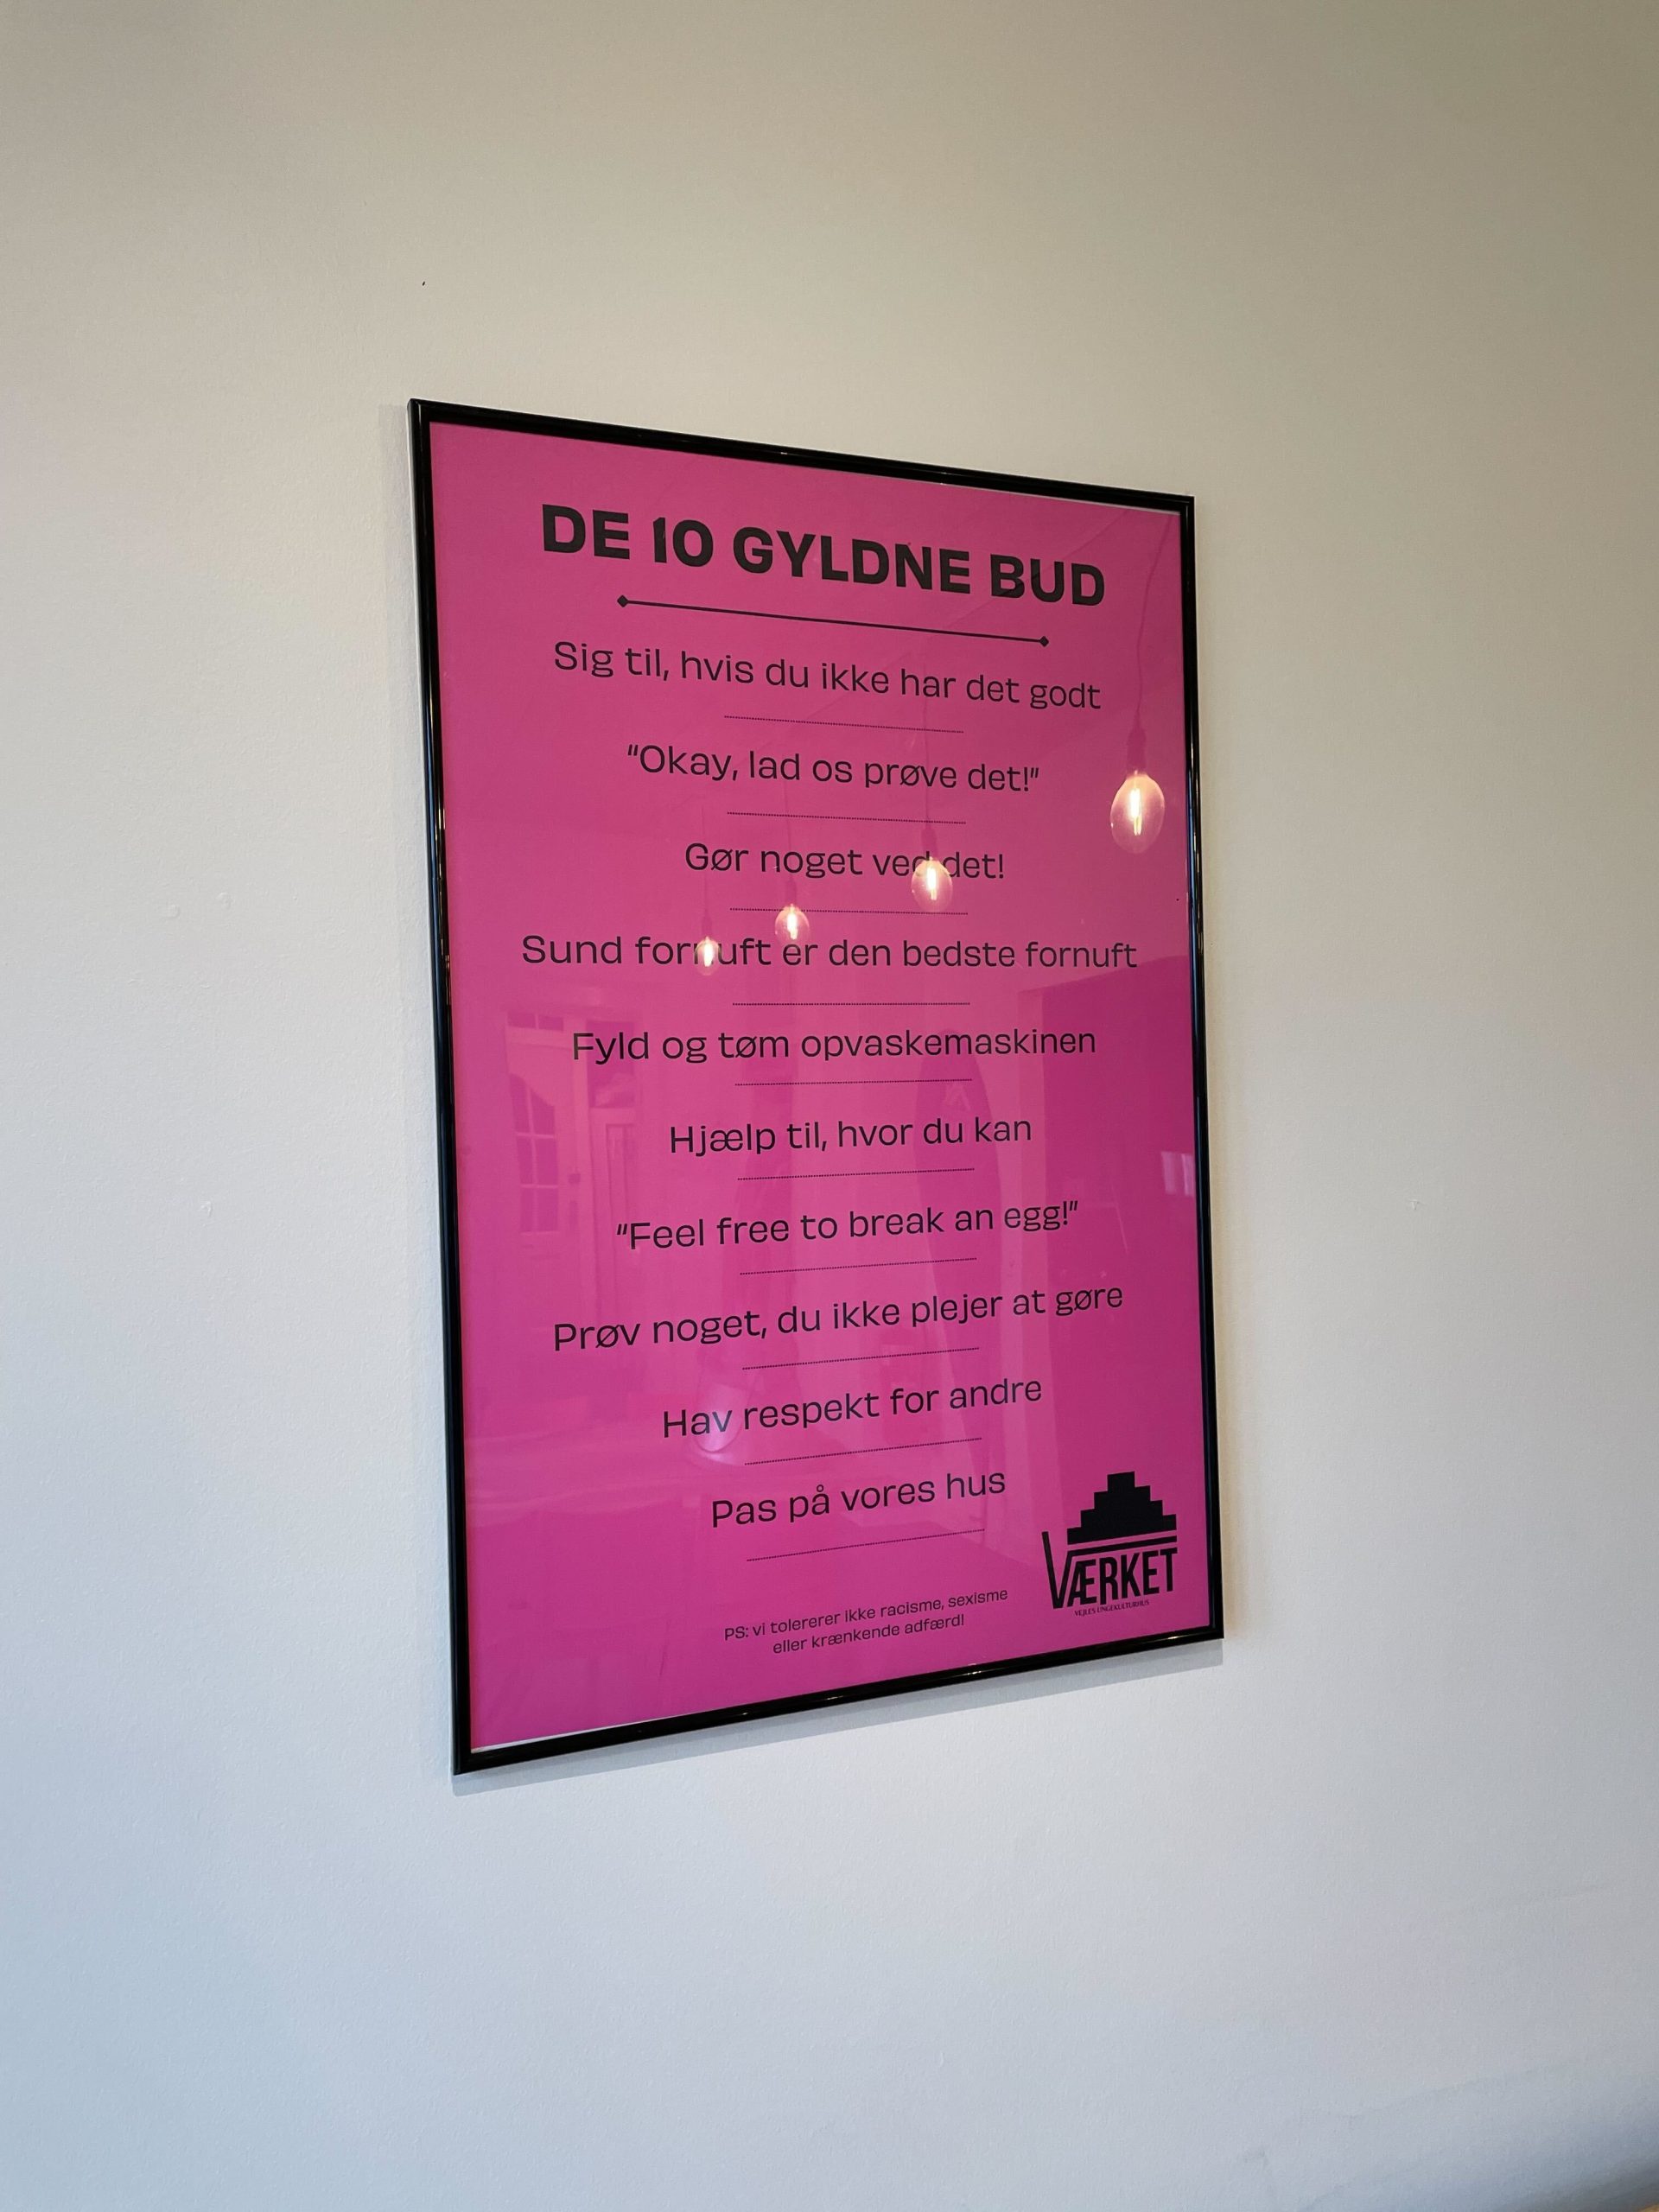 DE 10 GYLDNE BUD
Sig til, hvis du ikke har det godt
"Okay, lad os prøve det!"
Gør noget ved det!
Sund fornuft er den bedste fornuft
Fyld og tøm opvaskemaskinen
Hjælp til, hvor du kan
"Feel free to break an egg!"
Prøv noget, du ikke plejer at gøre
Hav respekt for andre
Pas på vores hus
VÆRKET
VEJLES UNGEKULTURHUS
PS: vi tolererer ikke racisme, sexisme
eller krænkende adfærd!